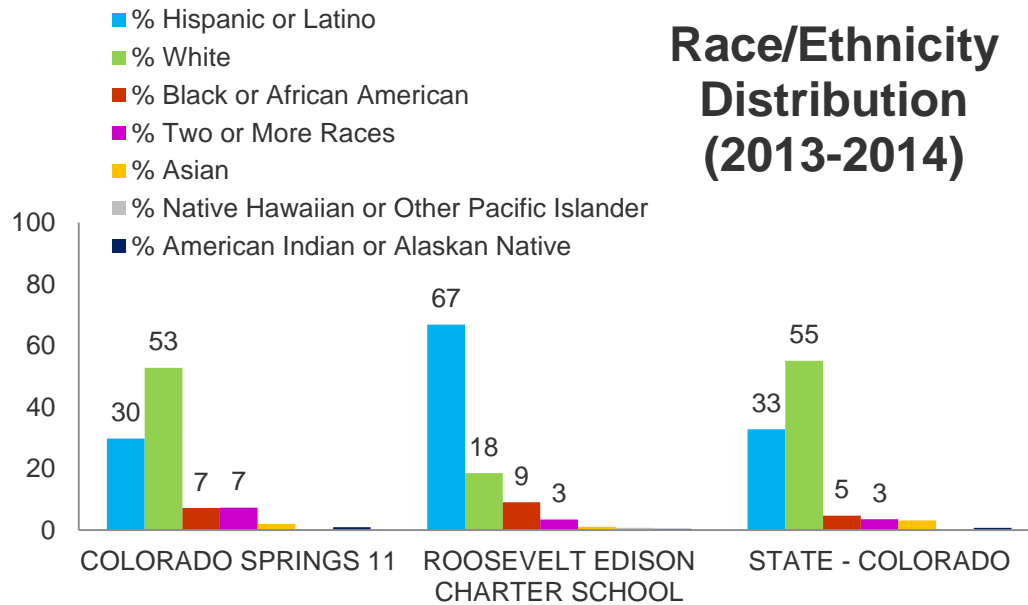 % Hispanic or Latino
% White
% Black or African American
% Two or More Races
% Asian
% Native Hawaiian or Other Pacific Islander
% American Indian or Alaskan Native
Race/Ethnicity
Distribution
(2013-2014)
100
80
60
40
20
0
30
53
7
7
67
18
9
3
33
55
5
3
COLORADO SPRINGS 11
ROOSEVELT EDISON
CHARTER SCHOOL
STATE - COLORADO